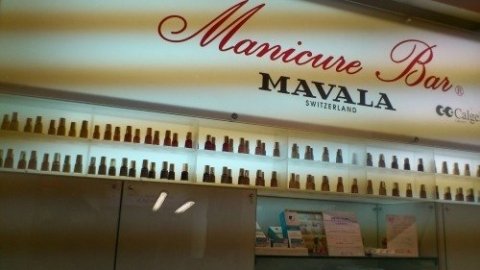 Manicure Bar®
MAVALA
SWITZERLAND
Calge